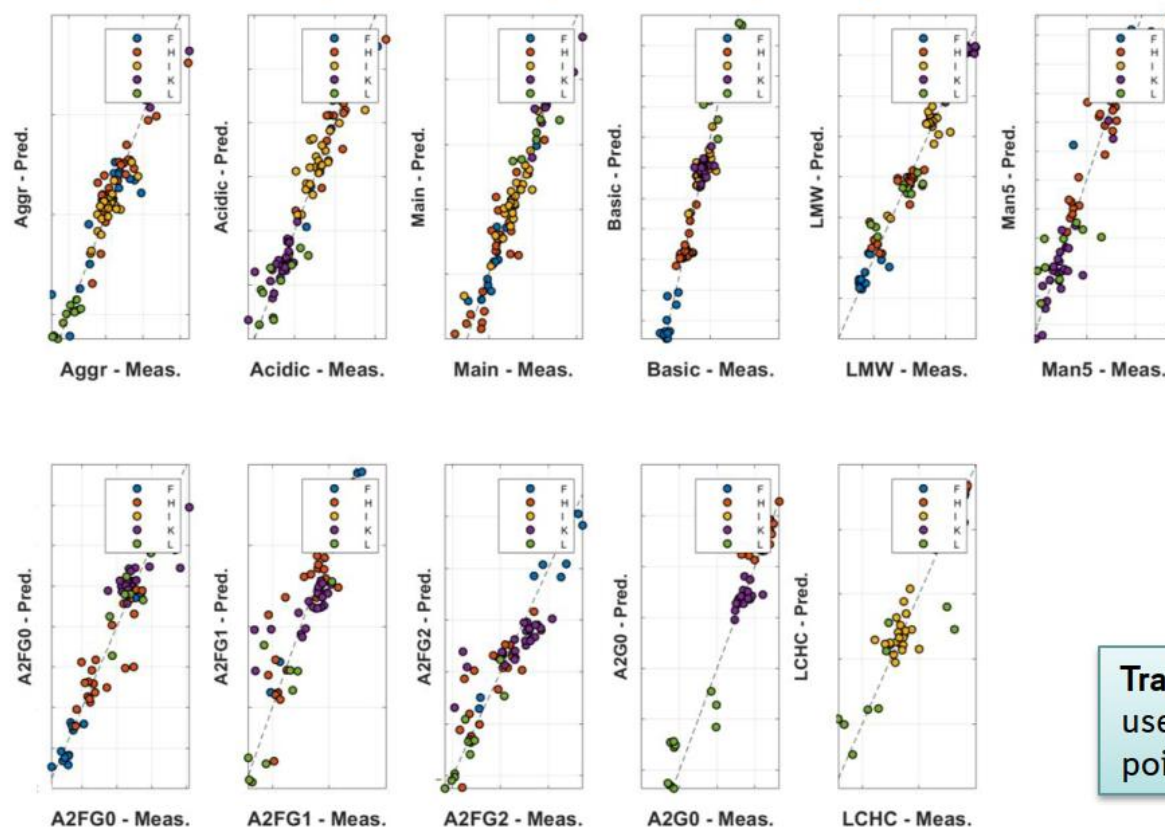 F
H
I
K
L
F
H
I
K
L
F
H
I
K
L
F
H
I
K
L
F
H
I
K
L
F
H
I
K
L
Aggr - Pred.
Acidic - Pred.
Main - Pred.
Basic - Pred.
LMW - Pred.
Man5 - Pred.
Aggr - Meas.
Acidic - Meas.
Main - Meas.
Basic - Meas.
LMW - Meas.
Man5 - Meas.
F
H
I
K
L
F
H
I
K
L
F
H
I
K
L
F
H
I
K
L
F
H
I
K
L
A2FG0 - Pred.
A2FG1 - Pred.
A2FG2 - Pred.
A2G0 - Pred.
LCHC - Pred.
A2FG0 - Meas.
A2FG1 - Meas.
A2FG2 - Meas.
A2G0 - Meas.
LCHC - Meas.
Tra
use
poi